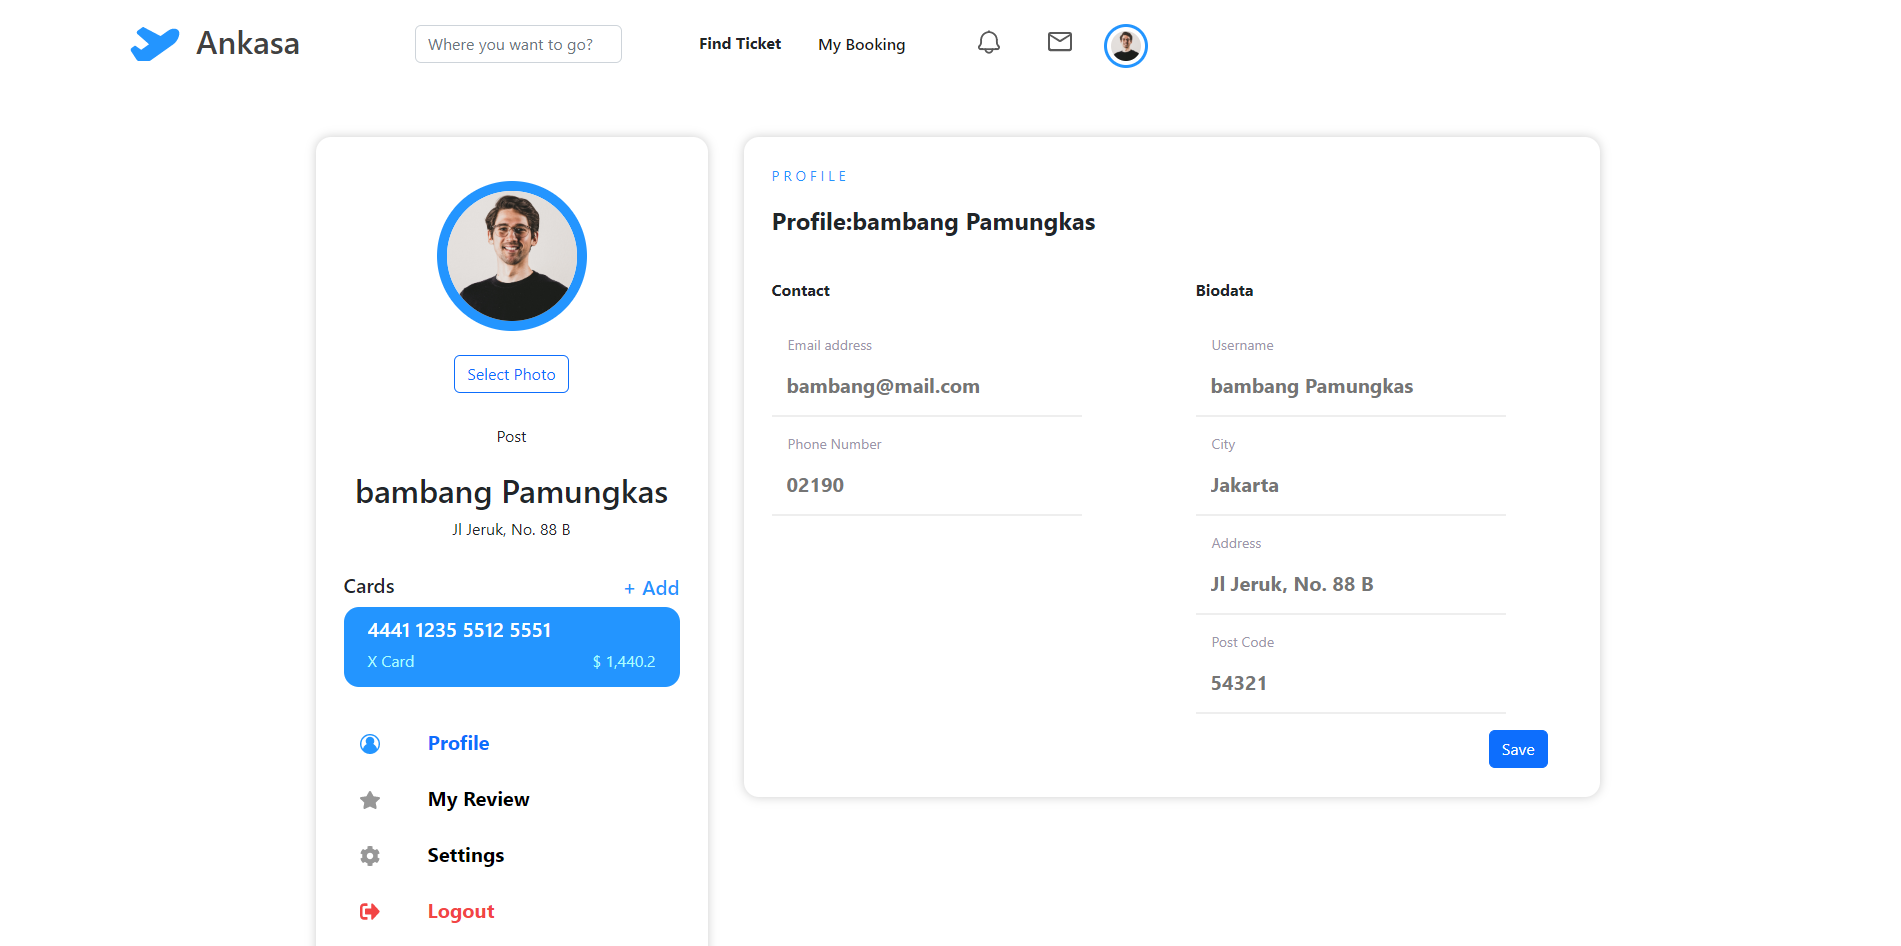 Ankasa
Where you want to go?
Find Ticket
My Booking
Select Photo
Post
bambang Pamungkas
Jl Jeruk, No. 88 B
Cards
+ Add
4441 1235 5512 5551
X Card
$ 1,440.2
Profile
My Review
Settings
Logout
PROFILE
Profile:bambang Pamungkas
Contact
Email address
bambang@mail.com
Phone Number
02190
Biodata
Username
bambang Pamungkas
City
Jakarta
Address
Jl Jeruk, No. 88 B
Post Code
54321
Save